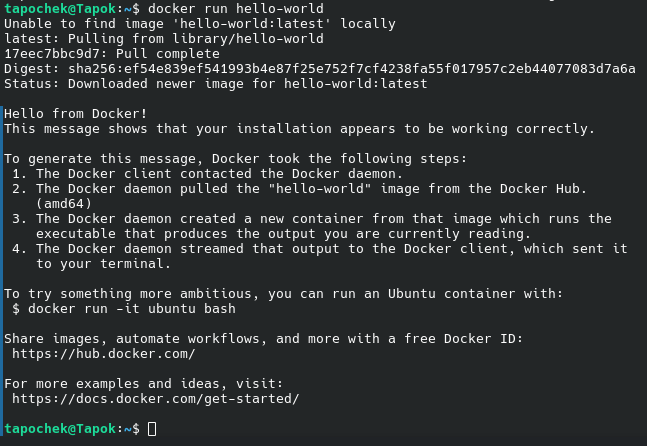 tapochek@Tapok:~$ docker run hello-world
Unable to find image 'hello-world:latest' locally
latest: Pulling from library/hello-world
17eec7bbc9d7: Pull complete
Digest: sha256:ef54e839ef541993b4e87f25e752f7cf4238fa55f017957c2eb44077083d7a6a
Status: Downloaded newer image for hello-world:latest

Hello from Docker!
This message shows that your installation appears to be working correctly.

To generate this message, Docker took the following steps:
 1. The Docker client contacted the Docker daemon.
 2. The Docker daemon pulled the "hello-world" image from the Docker Hub.
    (amd64)
 3. The Docker daemon created a new container from that image which runs the
    executable that produces the output you are currently reading.
 4. The Docker daemon streamed that output to the Docker client, which sent it
    to your terminal.

To try something more ambitious, you can run an Ubuntu container with:
 $ docker run -it ubuntu bash

Share images, automate workflows, and more with a free Docker ID:
 https://hub.docker.com/

For more examples and ideas, visit:
 https://docs.docker.com/get-started/

tapochek@Tapok:~$